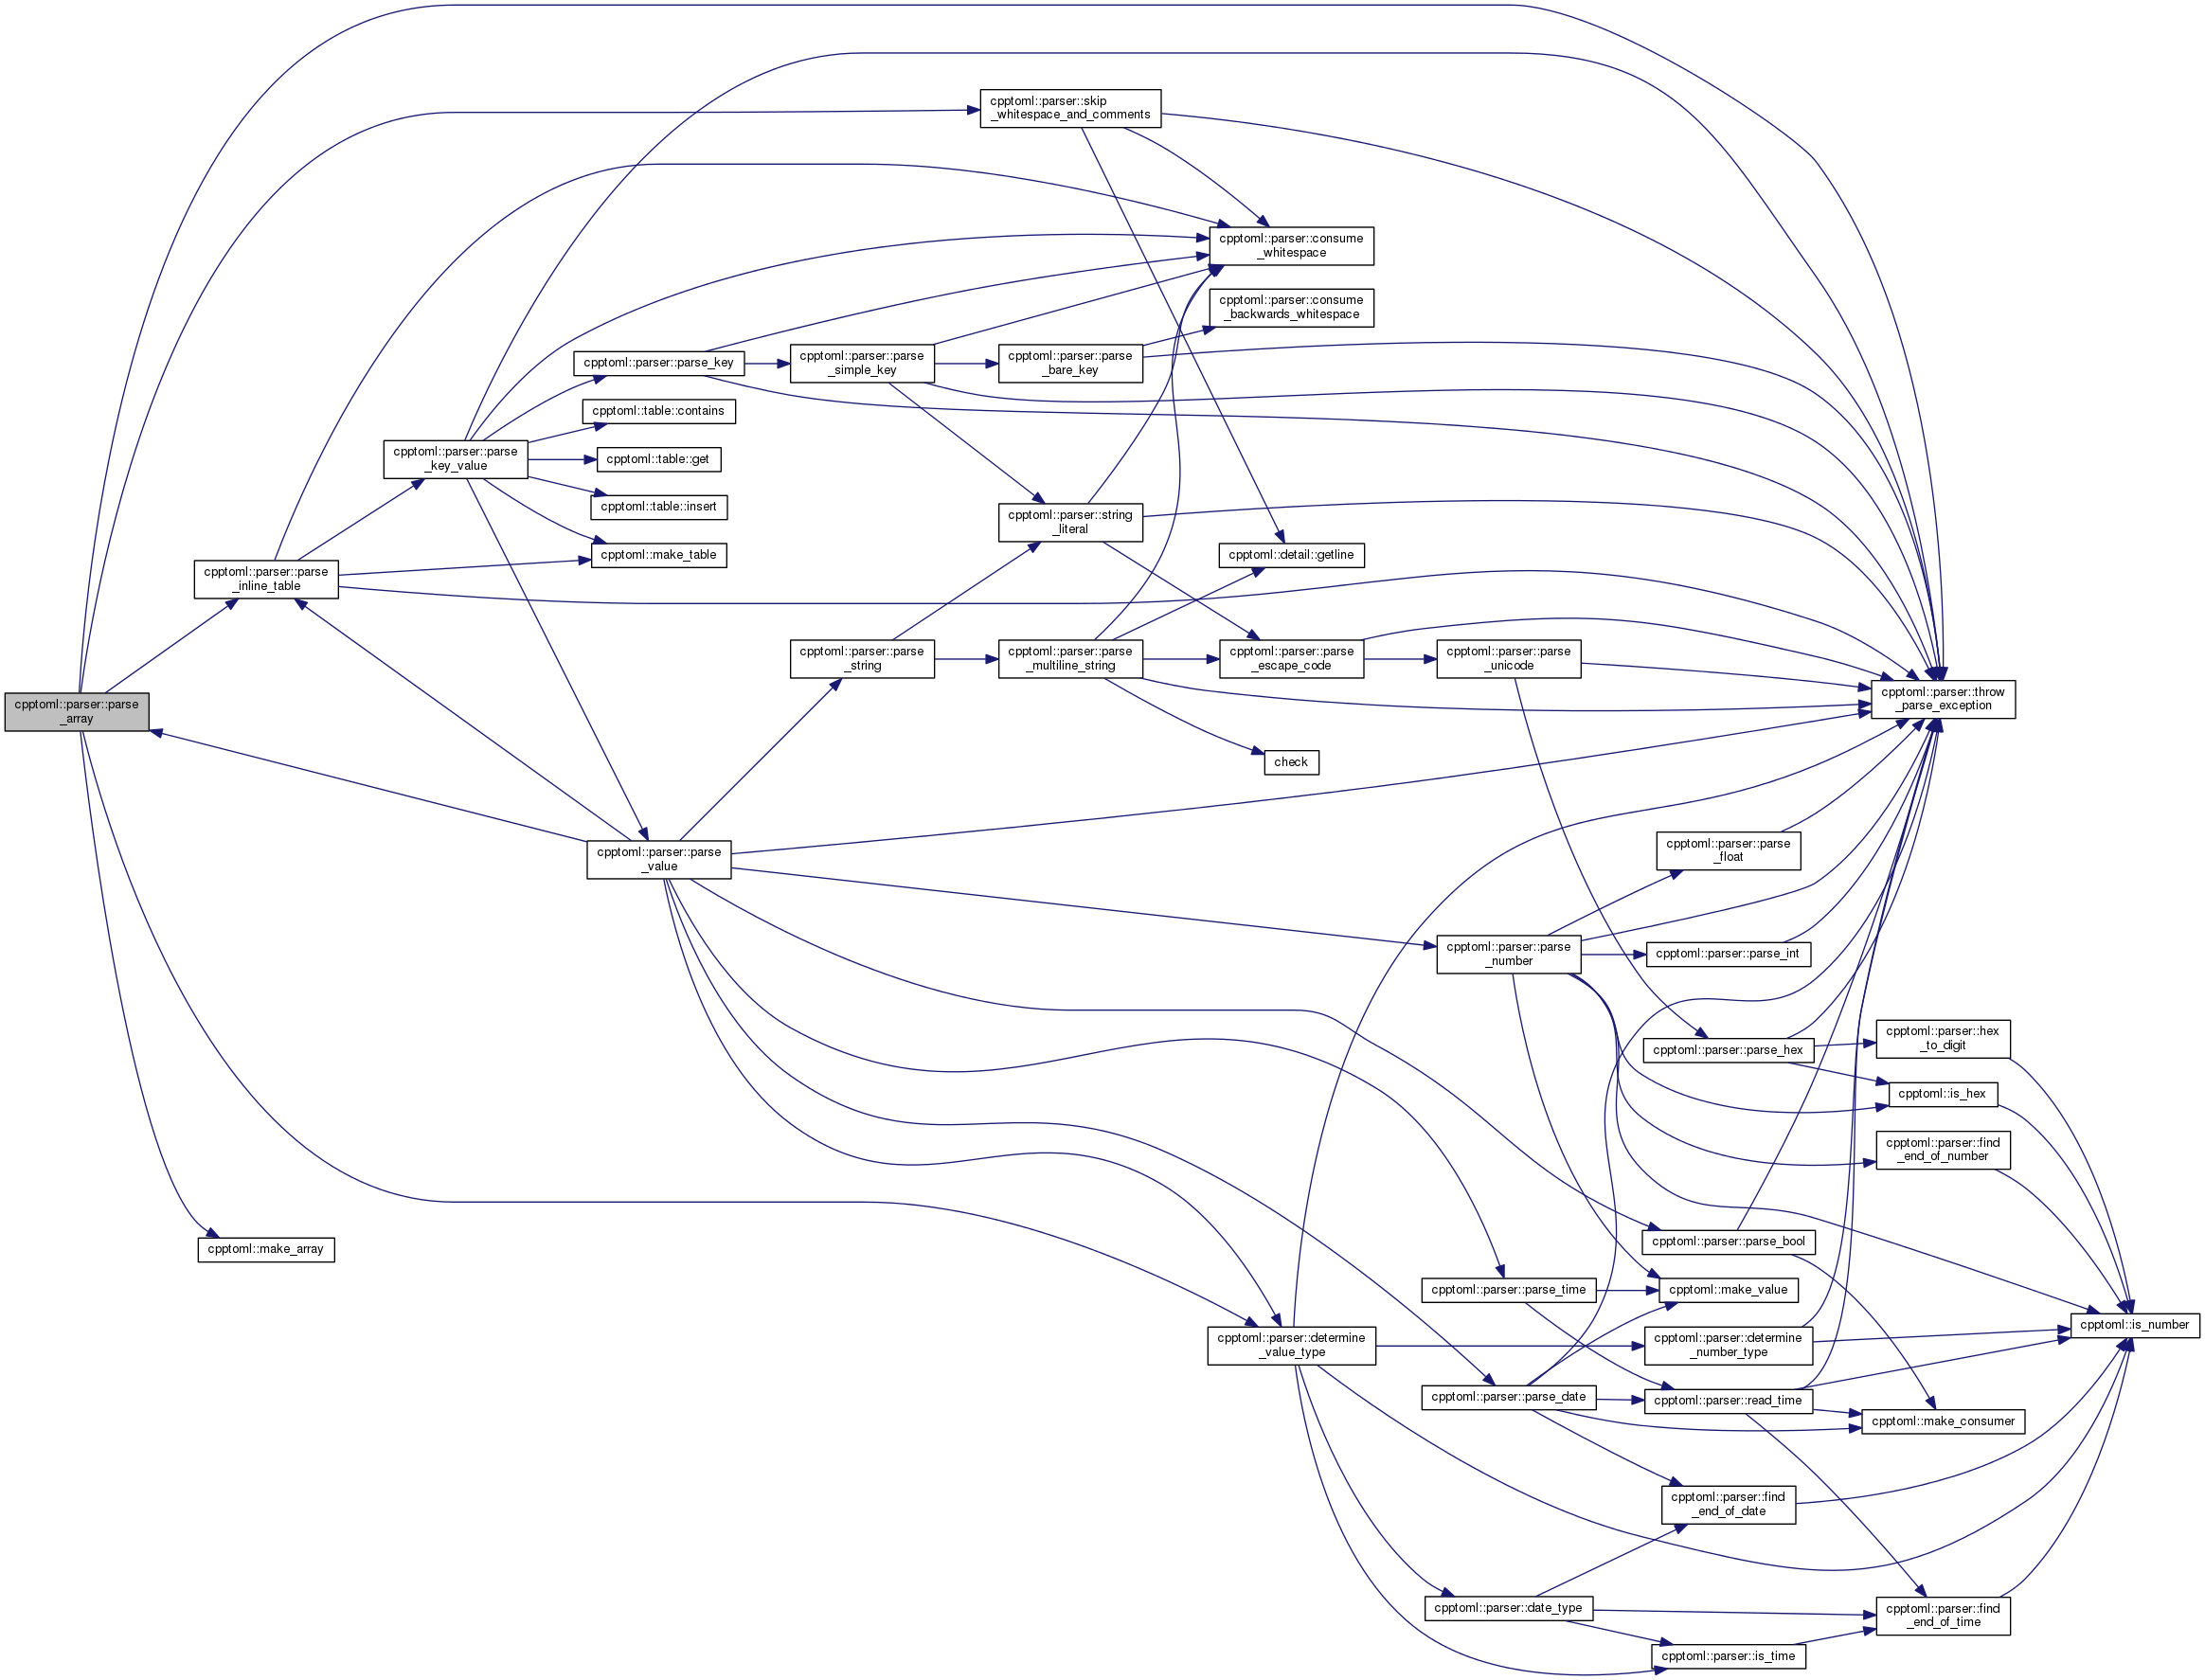 cpptoml::parser::skip
_whitespace_and_comments
cpptoml::parser::consume
_whitespace
cpptoml::parser::consume
_backwards_whitespace
cpptoml::parser::parse_key
cpptoml::parser::parse
_simple_key
cpptoml::parser::parse
_bare_key
cpptoml::table::contains
cpptoml::parser::parse
_key_value
cpptoml::table::get
cpptoml::table::insert
cpptoml::parser::string
_literal
cpptoml::make_table
cpptoml::detail::getline
cpptoml::parser::parse
_inline_table
cpptoml::parser::parse
_string
cpptoml::parser::parse
_multiline_string
cpptoml::parser::parse
_escape_code
cpptoml::parser::parse
_unicode
cpptoml::parser::parse
_array
cpptoml::parser::throw
_parse_exception
check
cpptoml::parser::parse
_value
cpptoml::parser::parse
_float
cpptoml::parser::parse
_number
cpptoml::parser::parse_int
cpptoml::parser::parse_hex
cpptoml::parser::hex
_to_digit
cpptoml::is_hex
cpptoml::parser::find
_end_of_number
cpptoml::make_array
cpptoml::parser::parse_bool
cpptoml::parser::parse_time
cpptoml::make_value
cpptoml::is_number
cpptoml::parser::determine
_value_type
cpptoml::parser::determine
_number_type
cpptoml::parser::parse_date
cpptoml::parser::read_time
cpptoml::make_consumer
cpptoml::parser::find
_end_of_date
cpptoml::parser::date_type
cpptoml::parser::find
_end_of_time
cpptoml::parser::is_time